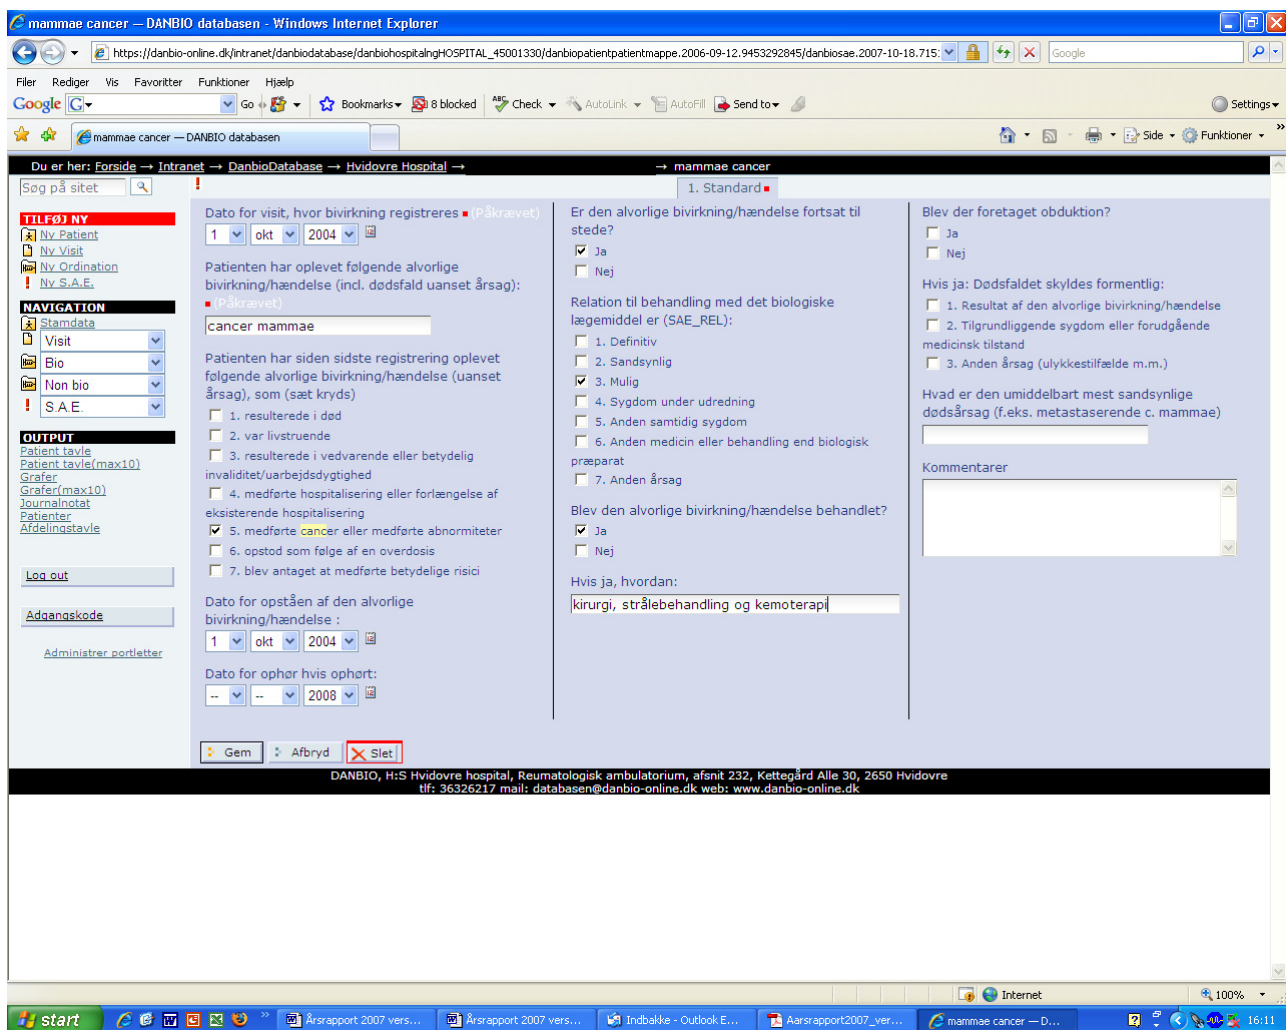 mammae cancer — DANBIO databasen - Windows Internet Explorer
https://danbio-online.dk/intranet/danbiodatabase/danbiohospitalngHOSPITAL_45001330/danbiopatientpatientmappe.2006-09-12.9453292845/danbiosae.2007-10-18.715:
Google
Filer Rediger Vis Favoritter Funktioner Hjælp
Google G Go Bookmarks 8 blocked ABC Check AutoLink AutoFill Send to Settings
mammae cancer — DANBIO databasen Side Funktioner »
Du er her: Forside → Intranet → DanbioDatabase → Hvidovre Hospital → → mammae cancer
Søg på sitet
TILFØJ NY
Ny Patient
Ny Visit
Ny Ordination
! Ny S.A.E.
NAVIGATION
Stamdata
Visit
Bio
Non bio
! S.A.E.
OUTPUT
Patient tavle
Patient tavle(max10)
Grafer
Grafer(max10)
Journalnotat
Patienter
Afdelingstavle
Log out
Adgangskode
Administrer portletter
!
1. Standard
Dato for visit, hvor bivirkning registreres (Påkrævet)
1 okt 2004
Patienten har oplevet følgende alvorlige
bivirkning/hændelse (incl. dødsfald uanset årsag):
(Påkrævet)
cancer mammae
Patienten har siden sidste registrering oplevet
følgende alvorlige bivirkning/hændelse (uanset
årsag), som (sæt kryds)
1. resulterede i død
2. var livstruende
3. resulterede i vedvarende eller betydelig
invaliditet/uarbejdsdygtighed
4. medførte hospitalisering eller forlængelse af
eksisterende hospitalisering
5. medførte cancer eller medførte abnormiteter
6. opstod som følge af en overdosis
7. blev antaget at medførte betydelige risici
Dato for opståen af den alvorlige
bivirkning/hændelse :
1 okt 2004
Dato for ophør hvis ophørt:
-- -- 2008
Er den alvorlige bivirkning/hændelse fortsat til
stede?
Ja
Nej
Relation til behandling med det biologiske
lægemiddel er (SAE_REL):
1. Definitiv
2. Sandsynlig
3. Mulig
4. Sygdom under udredning
5. Anden samtidig sygdom
6. Anden medicin eller behandling end biologisk
præparat
7. Anden årsag
Blev den alvorlige bivirkning/hændelse behandlet?
Ja
Nej
Hvis ja, hvordan:
kirurgi, strålebehandling og kemoterapi
Blev der foretaget obduktion?
Ja
Nej
Hvis ja: Dødsfaldet skyldes formentlig:
1. Resultat af den alvorlige bivirkning/hændelse
2. Tilgrundliggende sygdom eller forudgående
medicinsk tilstand
3. Anden årsag (ulykkestilfælde m.m.)
Hvad er den umiddelbart mest sandsynlige
dødsårsag (f.eks. metastaserende c. mammae)
Kommentarer
Gem Afbryd Slet
DANBIO, H:S Hvidovre hospital, Reumatologisk ambulatorium, afsnit 232, Kettegård Alle 30, 2650 Hvidovre
tlf: 36326217 mail: databasen@danbio-online.dk web: www.danbio-online.dk
Internet 100%
start » Årsrapport 2007 vers... Årsrapport 2007 vers... Indbakke - Outlook E... Aarsrapport2007_ver... mammae cancer — D... 16:11